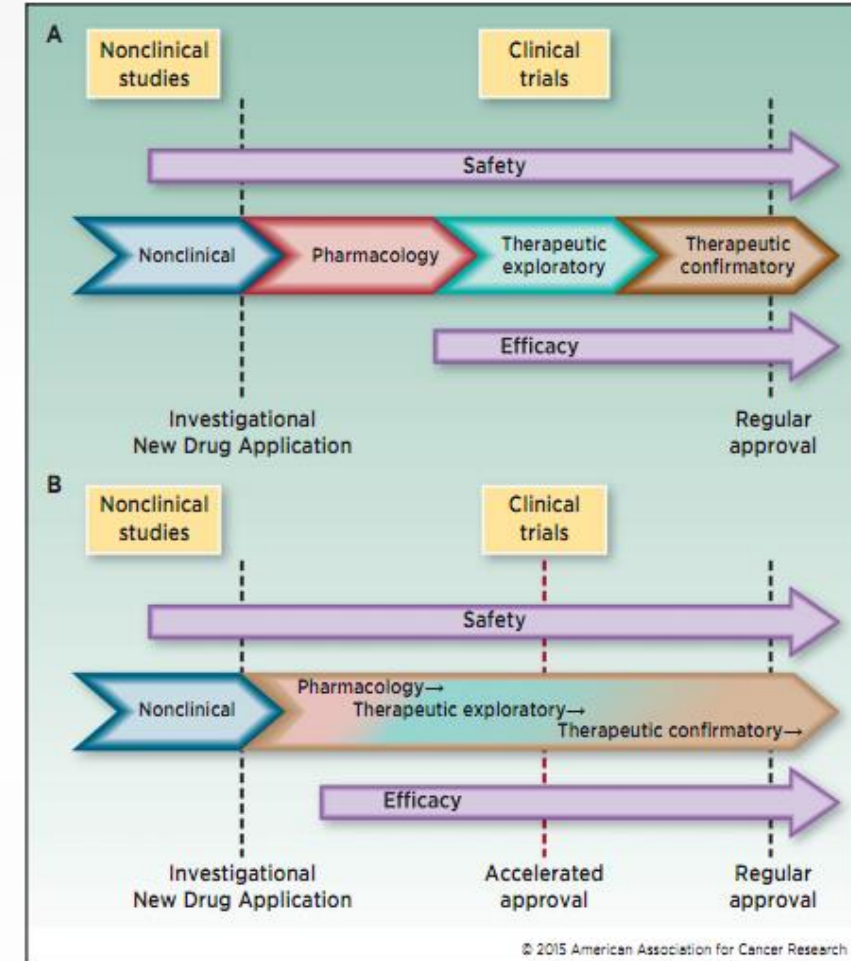 A
Nonclinical
studies
Clinical
trials
Safety
Nonclinical
Pharmacology
Therapeutic
exploratory
Therapeutic
confirmatory
Efficacy
Investigational
New Drug Application
Regular
approval
B
Nonclinical
studies
Clinical
trials
Safety
Nonclinical
Pharmacology→
Therapeutic exploratory→
Therapeutic confirmatory→
Efficacy
Investigational
New Drug Application
Accelerated
approval
Regular
approval
© 2015 American Association for Cancer Research